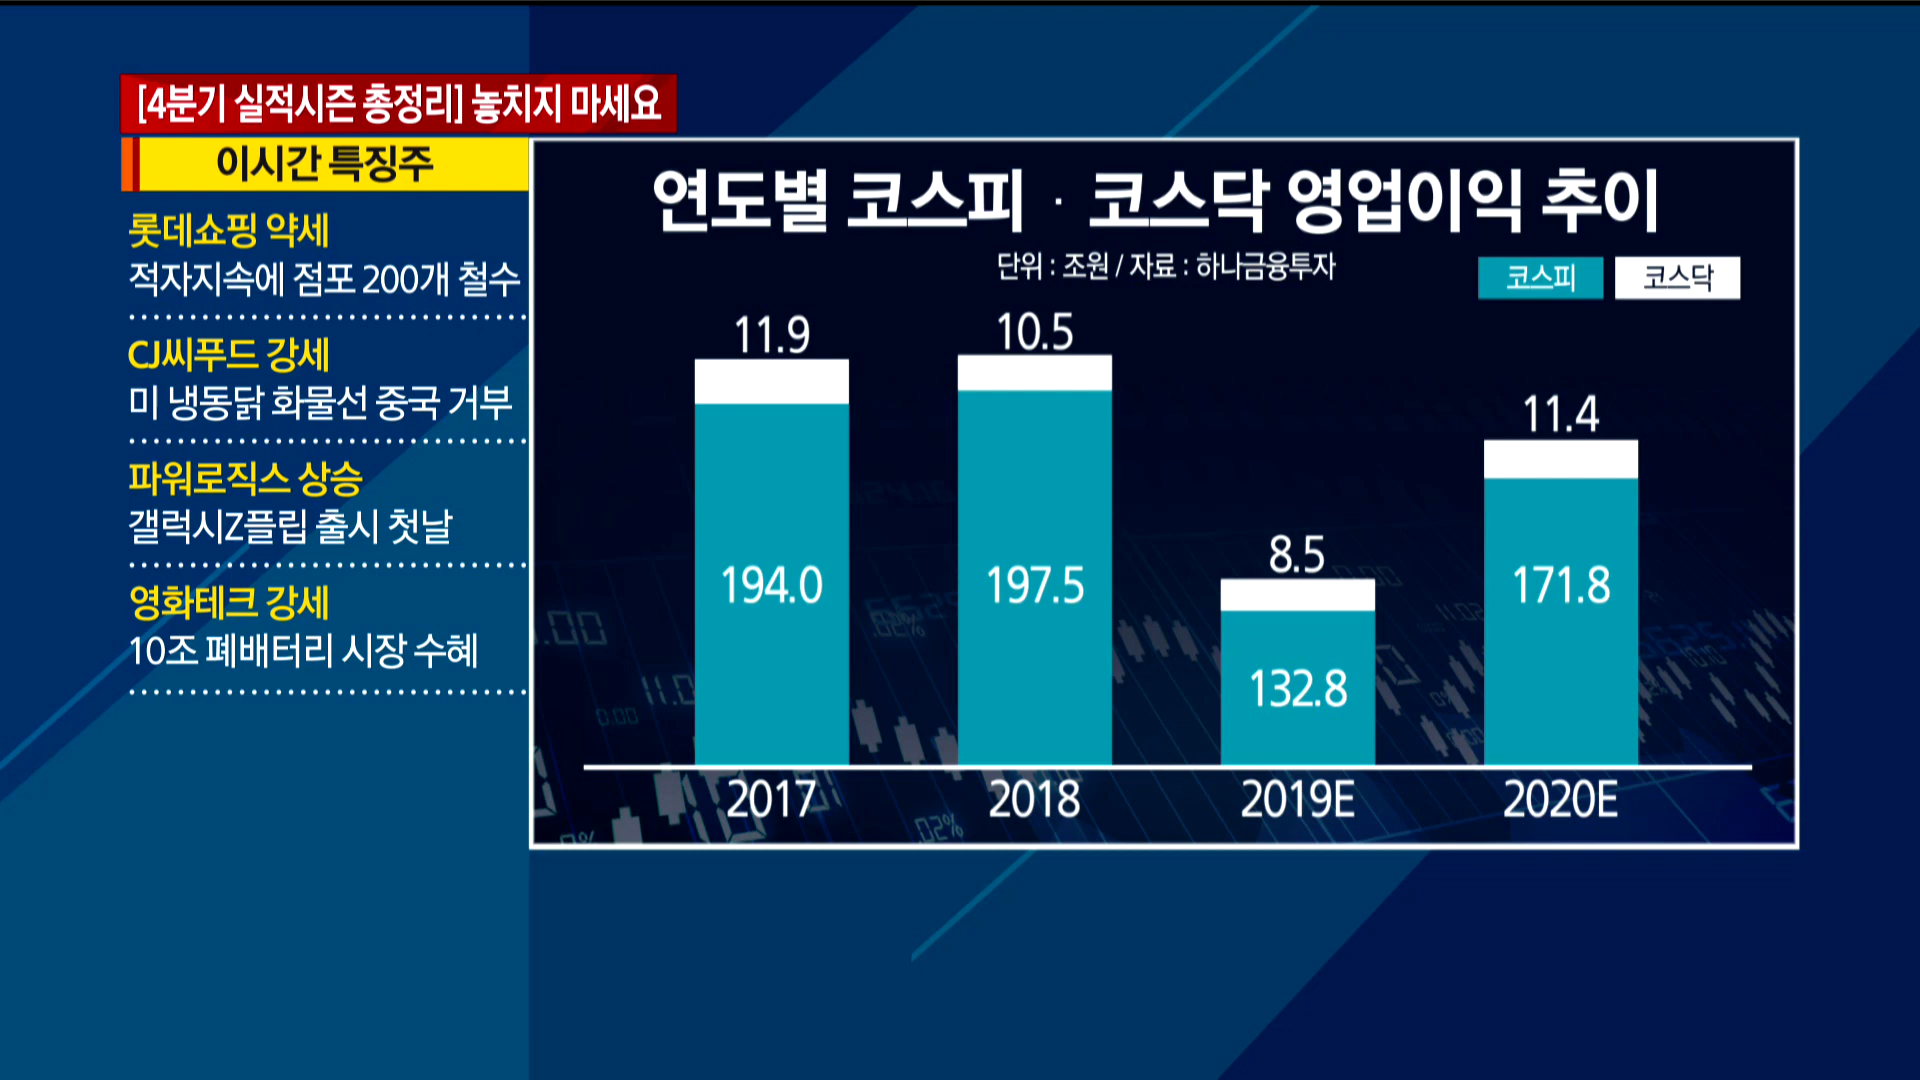 [4분기 실적시즌 총정리] 놓치지 마세요
이시간 특징주
롯데쇼핑 약세
적자지속에 점포 200개 철수
CJ씨푸드 강세
미 냉동닭 화물선 중국 거부
파워로직스 상승
갤럭시Z플립 출시 첫날
영화테크 강세
10조 폐배터리 시장 수혜
연도별 코스피 · 코스닥 영업이익 추이
단위 : 조원 / 자료 : 하나금융투자
코스피 코스닥
11.9 10.5 8.5 11.4
194.0 197.5 132.8 171.8
2017 2018 2019E 2020E